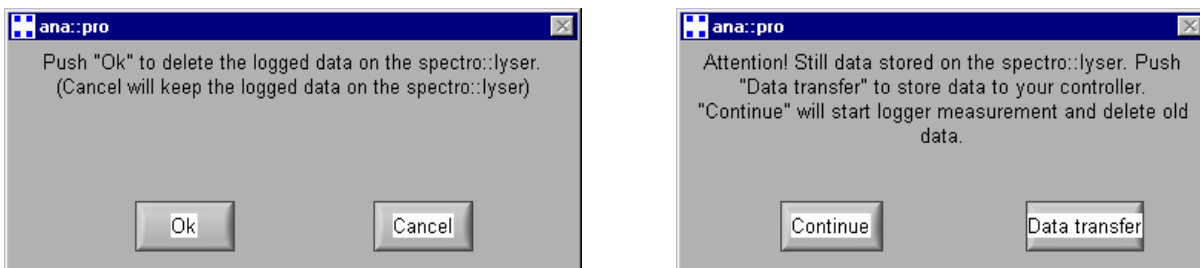 ana::pro
Push "Ok" to delete the logged data on the spectro::lyser.
(Cancel will keep the logged data on the spectro::lyser)
Ok
Cancel
ana::pro
Attention! Still data stored on the spectro::lyser. Push
"Data transfer" to store data to your controller.
"Continue" will start logger measurement and delete old
data.
Continue
Data transfer